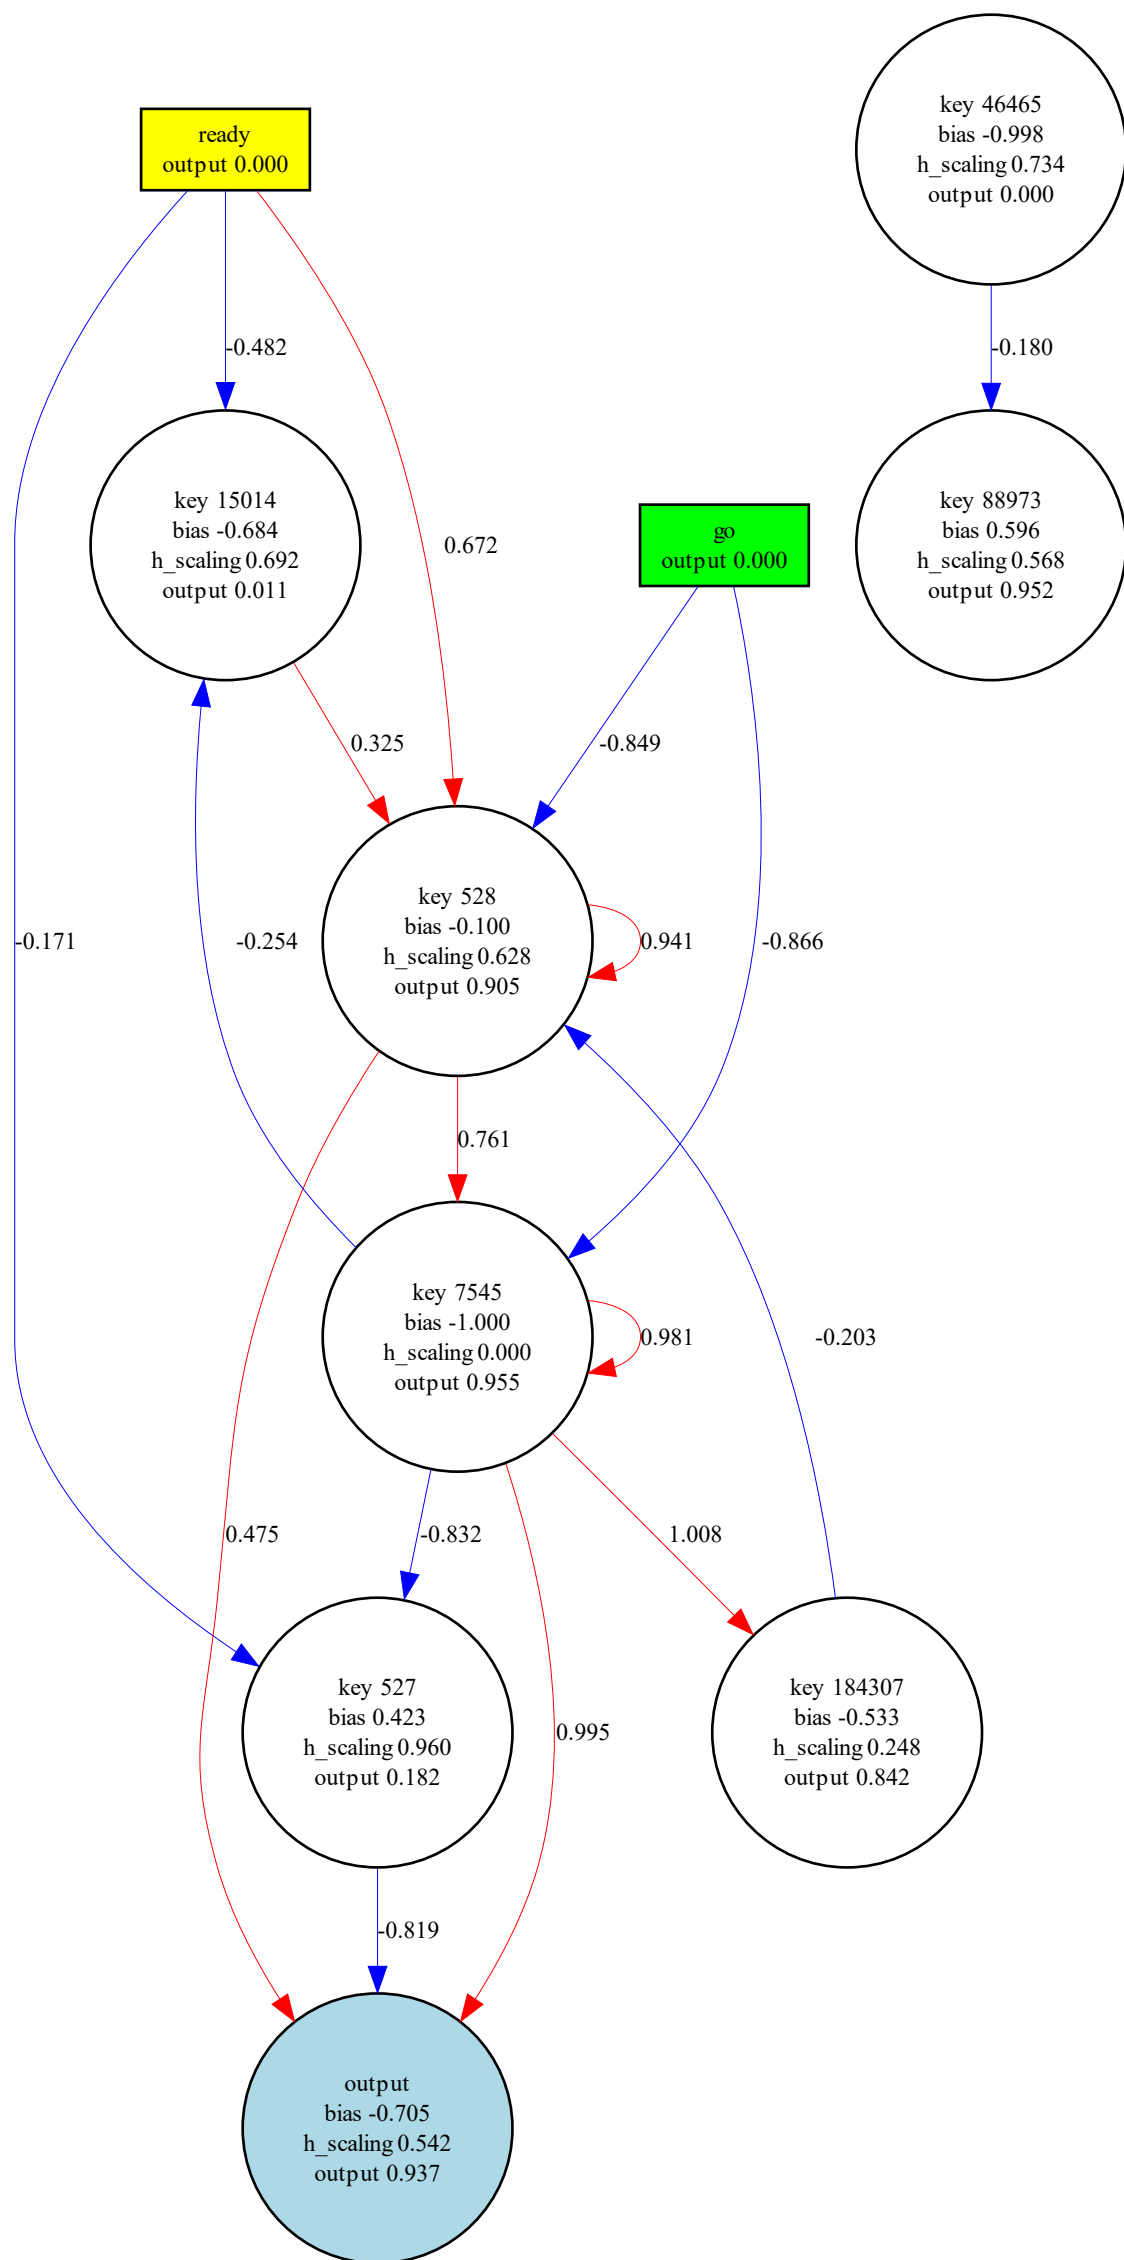 key 46465
bias -0.998
h_scaling 0.734
output 0.000
ready
output 0.000
-0.482
-0.180
key 15014
bias -0.684
h_scaling 0.692
output 0.011
0.672
go
output 0.000
key 88973
bias 0.596
h_scaling 0.568
output 0.952
0.325
-0.849
-0.171
-0.254
key 528
bias -0.100
h_scaling 0.628
output 0.905
0.941
-0.866
0.761
key 7545
bias -1.000
h_scaling 0.000
output 0.955
0.981
-0.203
0.475
-0.832
1.008
key 527
bias 0.423
h_scaling 0.960
output 0.182
0.995
key 184307
bias -0.533
h_scaling 0.248
output 0.842
-0.819
output
bias -0.705
h_scaling 0.542
output 0.937